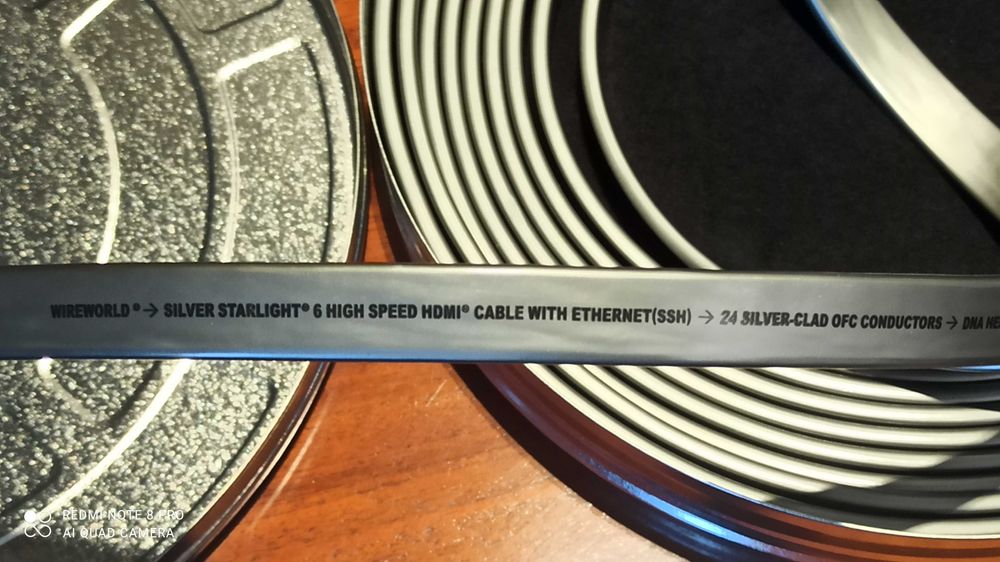 WIREWORLD ® → SILVER STARLIGHT® 6 HIGH SPEED HDMI® CABLE WITH ETHERNET(SSH) → 24 SILVER-CLAD OFC CONDUCTORS → DNA HE
REDMI NOTE 8 PRO
AI QUAD CAMERA